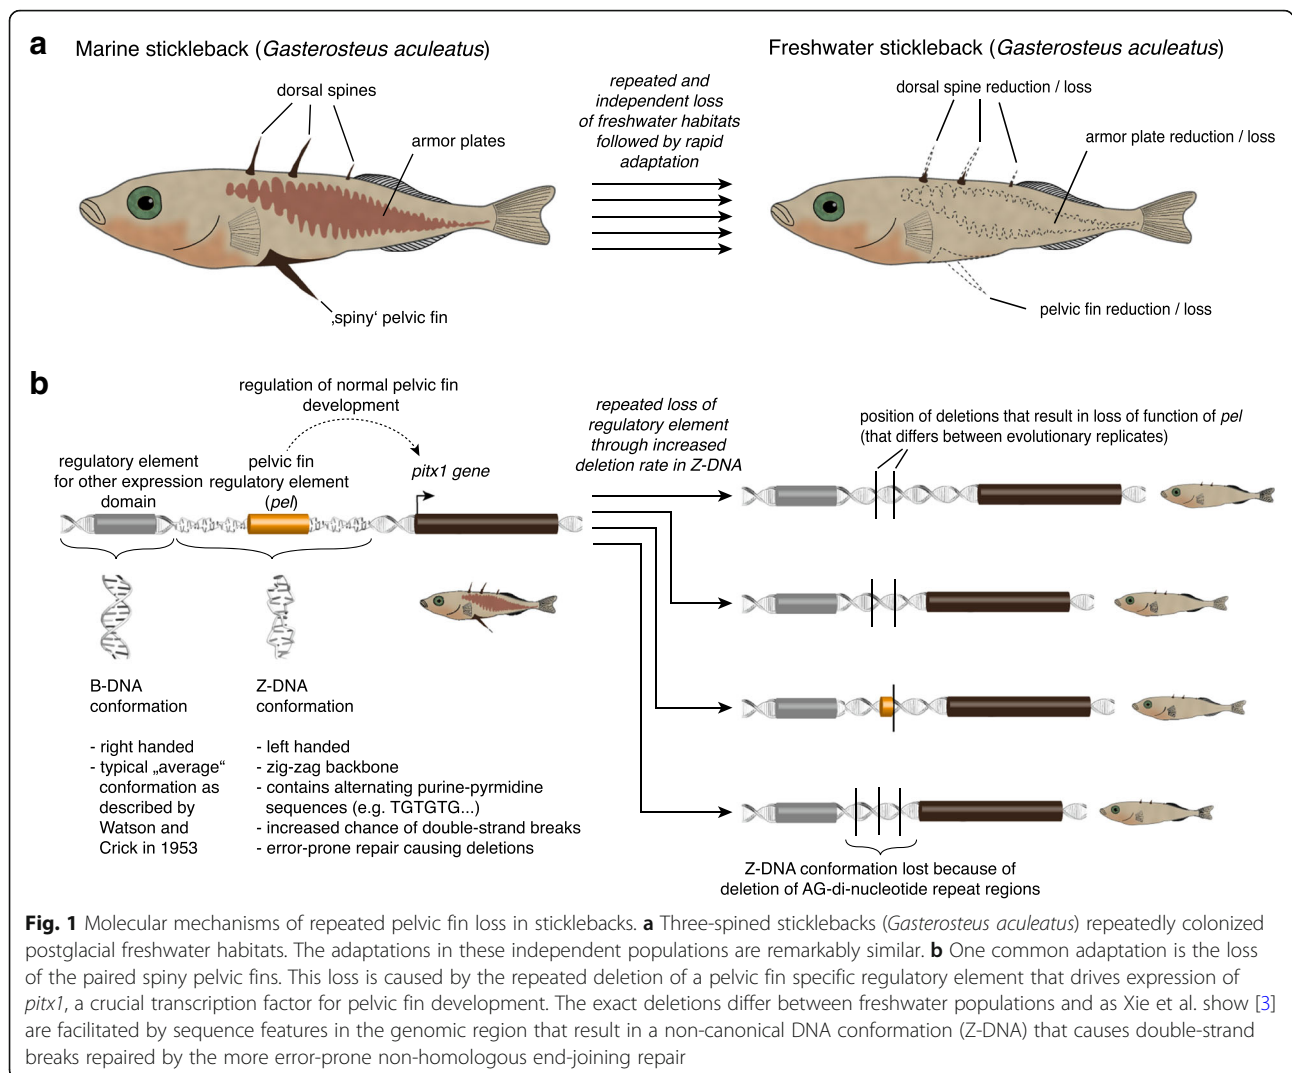 a
Marine stickleback (Gasterosteus aculeatus)
dorsal spines
armor plates
‚spiny‘ pelvic fin
repeated and
independent loss
of freshwater habitats
followed by rapid
adaptation
Freshwater stickleback (Gasterosteus aculeatus)
dorsal spine reduction / loss
armor plate reduction / loss
pelvic fin reduction / loss
b
regulation of normal pelvic fin
development
regulatory element
for other expression
domain
pelvic fin
regulatory element
(pel)
pitx1 gene
B-DNA
conformation
- right handed
- typical „average“
conformation as
described by
Watson and
Crick in 1953
Z-DNA
conformation
- left handed
- zig-zag backbone
- contains alternating purine-pyrmidine
sequences (e.g. TGTGTG...)
- increased chance of double-strand breaks
- error-prone repair causing deletions
repeated loss of
regulatory element
through increased
deletion rate in Z-DNA
position of deletions that result in loss of function of pel
(that differs between evolutionary replicates)
Z-DNA conformation lost because of
deletion of AG-di-nucleotide repeat regions
Fig. 1 Molecular mechanisms of repeated pelvic fin loss in sticklebacks. a Three-spined sticklebacks (Gasterosteus aculeatus) repeatedly colonized
postglacial freshwater habitats. The adaptations in these independent populations are remarkably similar. b One common adaptation is the loss
of the paired spiny pelvic fins. This loss is caused by the repeated deletion of a pelvic fin specific regulatory element that drives expression of
pitx1, a crucial transcription factor for pelvic fin development. The exact deletions differ between freshwater populations and as Xie et al. show [3]
are facilitated by sequence features in the genomic region that result in a non-canonical DNA conformation (Z-DNA) that causes double-strand
breaks repaired by the more error-prone non-homologous end-joining repair